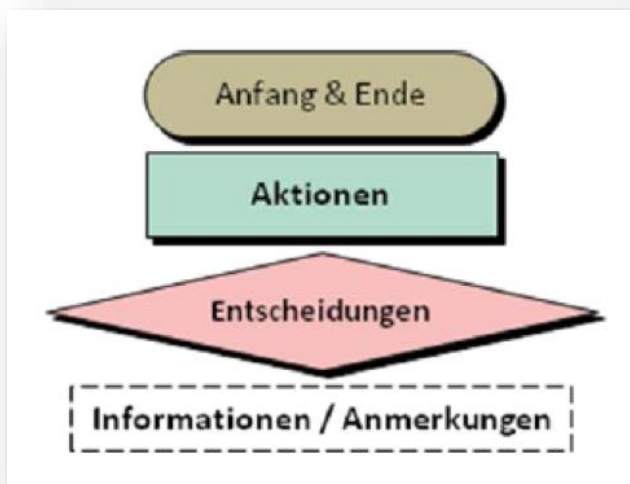 Anfang & Ende
Aktionen
Entscheidungen
Informationen / Anmerkungen